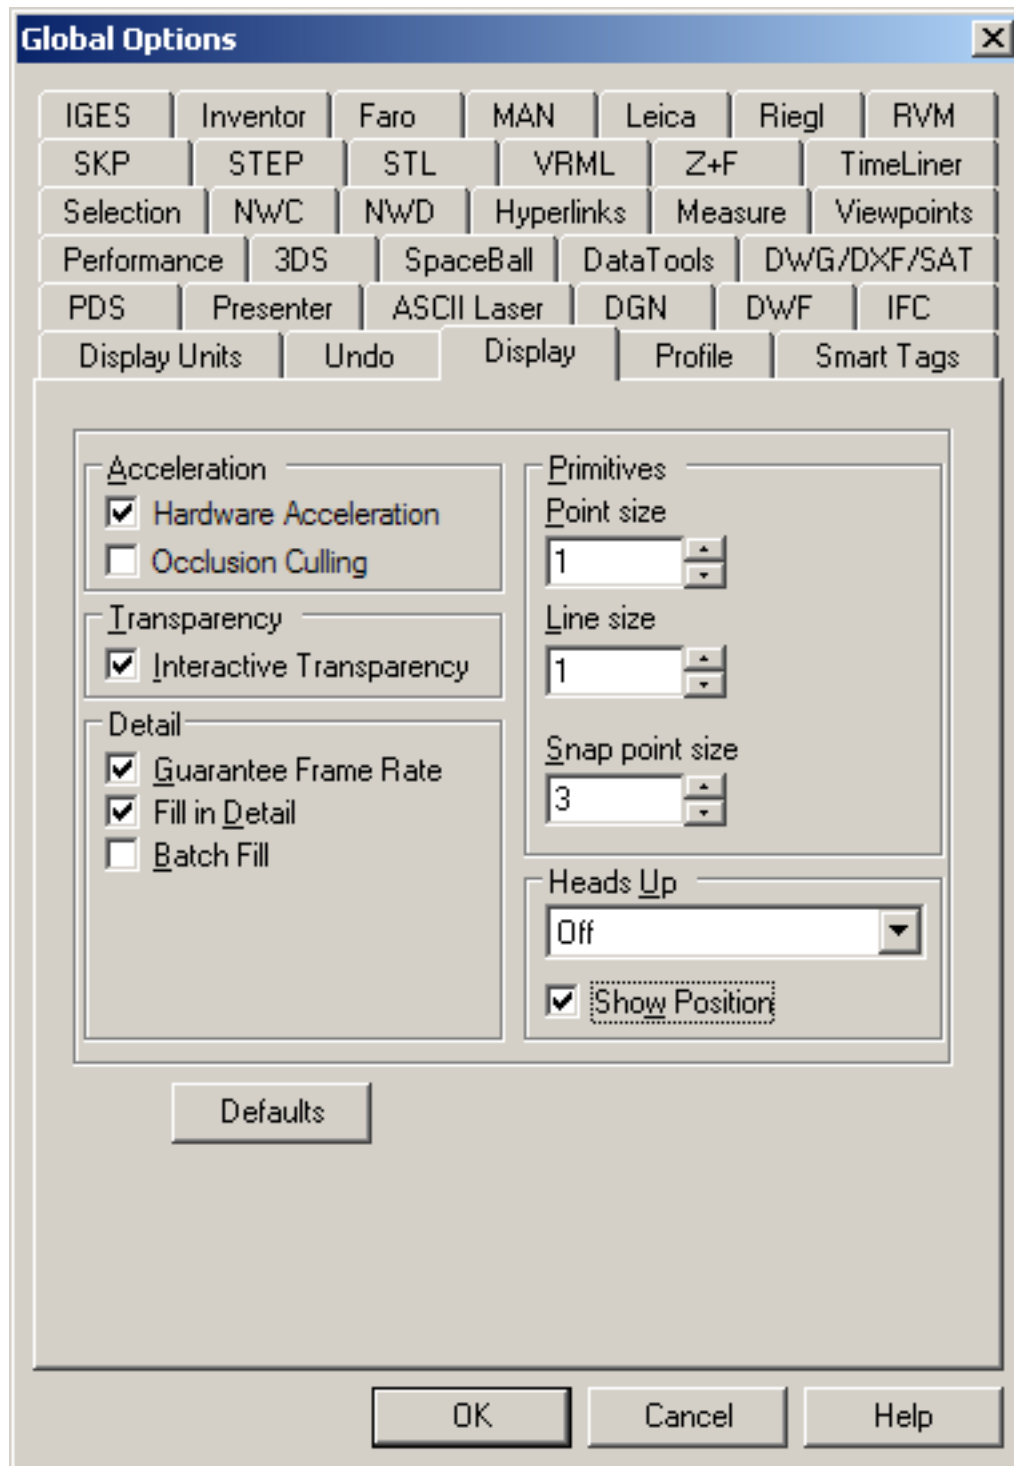 Global Options
IGES Inventor Faro MAN Leica Riegl RVM
SKP STEP STL VRML Z+F TimeLiner
Selection NWC NWD Hyperlinks Measure Viewpoints
Performance 3DS SpaceBall DataTools DWG/DXF/SAT
PDS Presenter ASCII Laser DGN DWF IFC
Display Units Undo Display Profile Smart Tags
Acceleration
Hardware Acceleration
Occlusion Culling
Transparency
Interactive Transparency
Detail
Guarantee Frame Rate
Fill in Detail
Batch Fill
Primitives
Point size
1
Line size
1
Snap point size
3
Heads Up
Off
Show Position
Defaults
OK Cancel Help